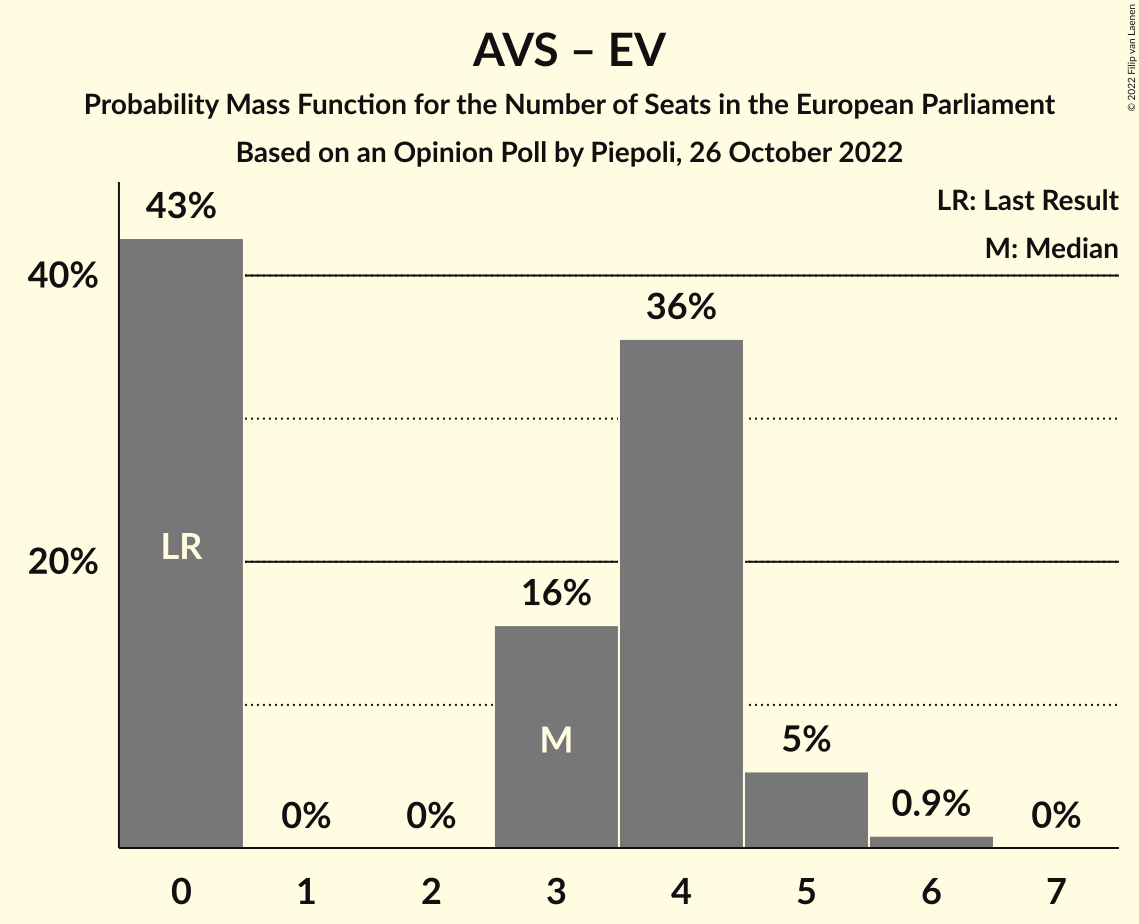 AVS – EV
Probability Mass Function for the Number of Seats in the European Parliament
Based on an Opinion Poll by Piepoli, 26 October 2022
© 2022 Filip van Laenen
LR: Last Result
M: Median
43%
40%
36%
LR
20%
16%
M
5%
0.9%
0%
0%
0%
0 1 2 3 4 5 6 7